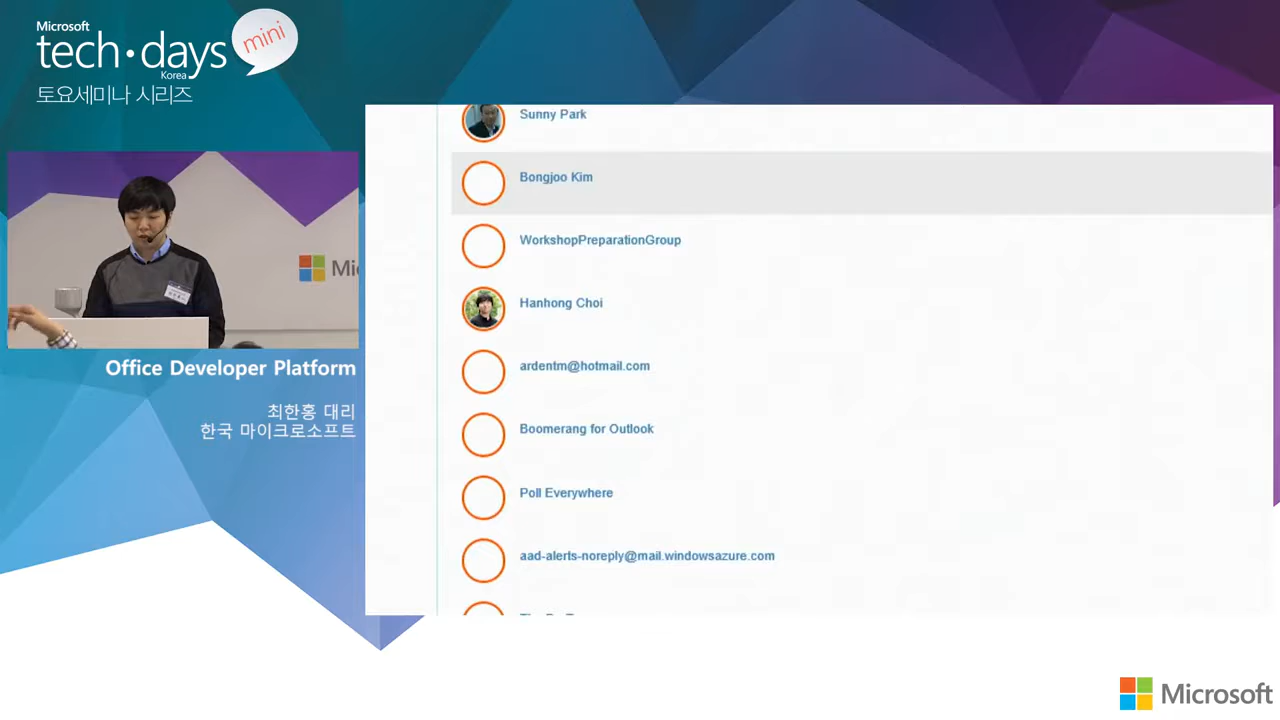 Microsoft
tech·days
mini
Korea
토요세미나 시리즈
Mi
Office Developer Platform
최한홍 대리
한국 마이크로소프트
Sunny Park
Bongjoo Kim
WorkshopPreparationGroup
Hanhong Choi
ardentm@hotmail.com
Boomerang for Outlook
Poll Everywhere
aad-alerts-noreply@mail.windowsazure.com
Microsoft